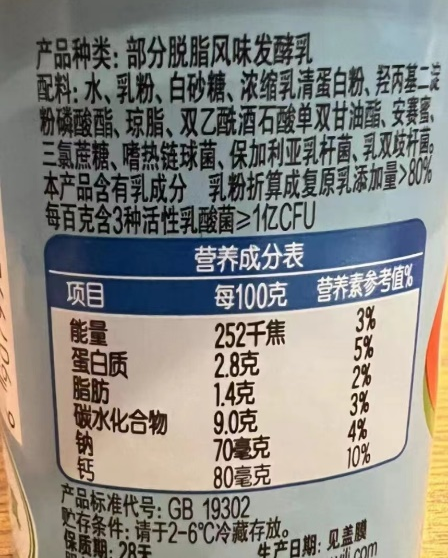 产品种类: 部分脱脂风味发酵乳
配料: 水、乳粉、白砂糖、浓缩乳清蛋白粉、羟丙基二淀
粉磷酸酯、琼脂、双乙酰酒石酸单双甘油酯、安赛蜜、
三氯蔗糖、嗜热链球菌、保加利亚乳杆菌、乳双歧杆菌。
本产品含有乳成分 乳粉折算成复原乳添加量>80%
每百克含3种活性乳酸菌≥1亿CFU
营养成分表
项目 每100克 营养素参考值%
能量 252千焦 3%
蛋白质 2.8克 5%
脂肪 1.4克 2%
碳水化合物 9.0克 3%
钠 70毫克 4%
钙 80毫克 10%
产品标准代号: GB 19302
贮存条件: 请于2-6℃冷藏存放。
保质期: 28天 生产日期: 见盖膜